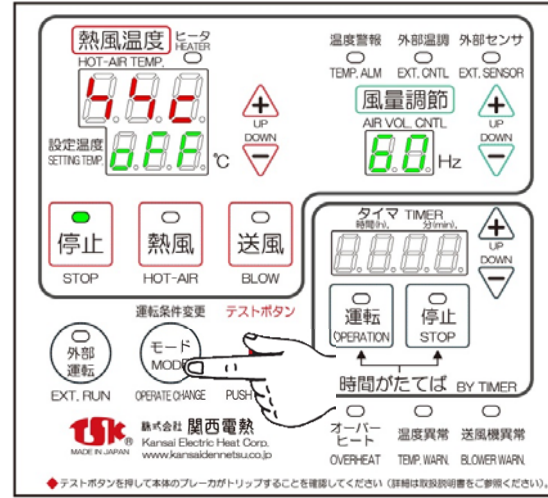 熱風温度 ヒータ HEATER
HOT-AIR TEMP.
設定温度
SETTING TEMP.
oFF ℃
UP
DOWN
温度警報 外部温調 外部センサ
TEMP. ALM EXT. CNTL EXT. SENSOR
風量調節
AIR VOL. CNTL
60 Hz
UP
DOWN
停止 熱風 送風
STOP HOT-AIR BLOW
タイマ TIMER
時間(h). 分(min).
UP
DOWN
運転 停止
OPERATION STOP
時間がたてば BY TIMER
運転条件変更 テストボタン
外部
運転
モード
MODE
EXT. RUN OPERATE CHANGE PUSH
オーバー
ヒート 温度異常 送風機異常
OVERHEAT TEMP. WARN. BLOWER WARN.
TSK ®
MADE IN JAPAN
株式会社 関西電熱
Kansai Electric Heat Corp.
www.kansaidennetsu.co.jp
◆テストボタンを押して本体のブレーカがトリップすることを確認してください（詳細は取扱説明書をご参照ください)。